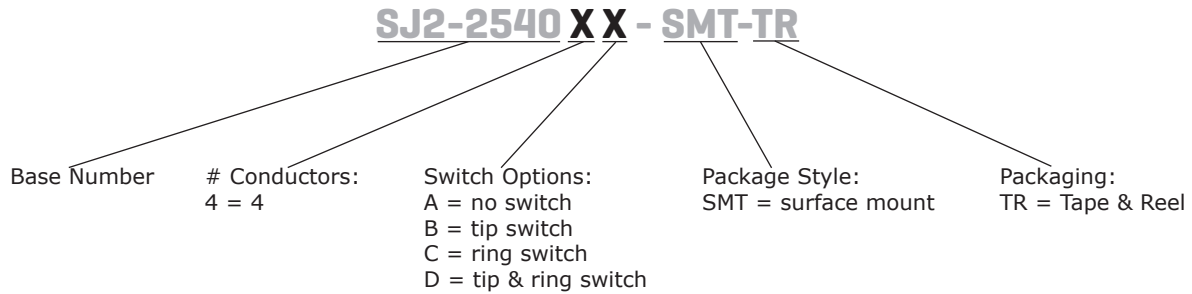 SJ2-2540 X X - SMT-TR
Base Number
# Conductors:
4 = 4
Switch Options:
A = no switch
B = tip switch
C = ring switch
D = tip & ring switch
Package Style:
SMT = surface mount
Packaging:
TR = Tape & Reel